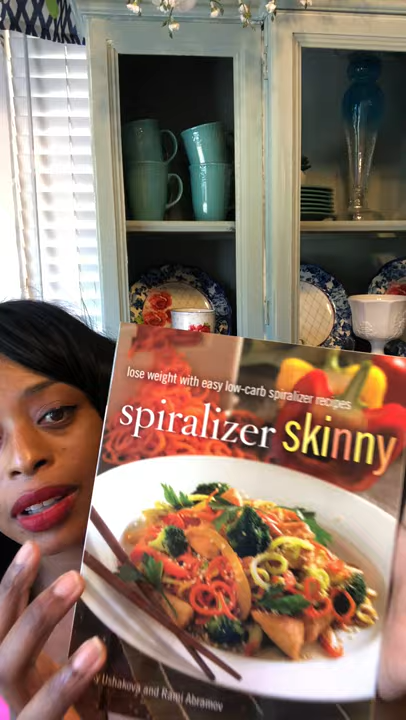 lose weight with easy low-carb spiralizer recipes
spiralizer skinny
Ushakova and Rami Abramov